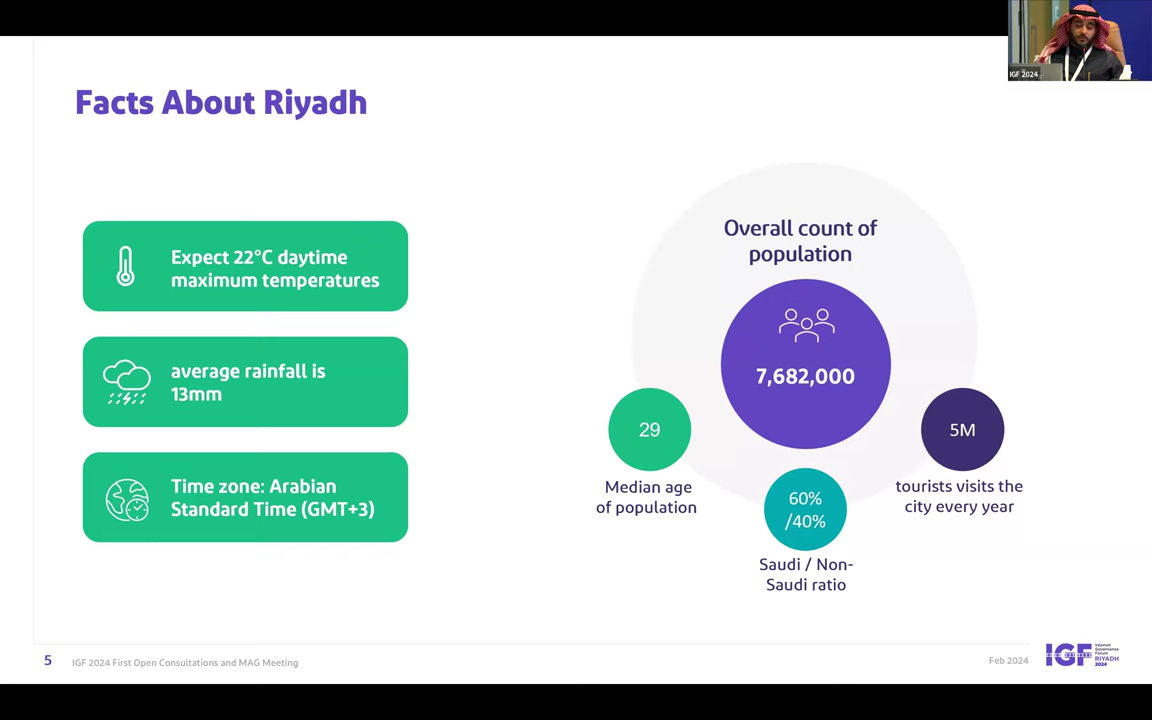 IGF 2024
Facts About Riyadh
Expect 22°C daytime
maximum temperatures
average rainfall is
13mm
Time zone: Arabian
Standard Time (GMT+3)
Overall count of
population
7,682,000
29
Median age
of population
60%
/40%
Saudi / Non-
Saudi ratio
5M
tourists visits the
city every year
5
IGF 2024 First Open Consultations and MAG Meeting
Feb 2024
IGF
Internet
Governance
Forum
RIYADH
2024